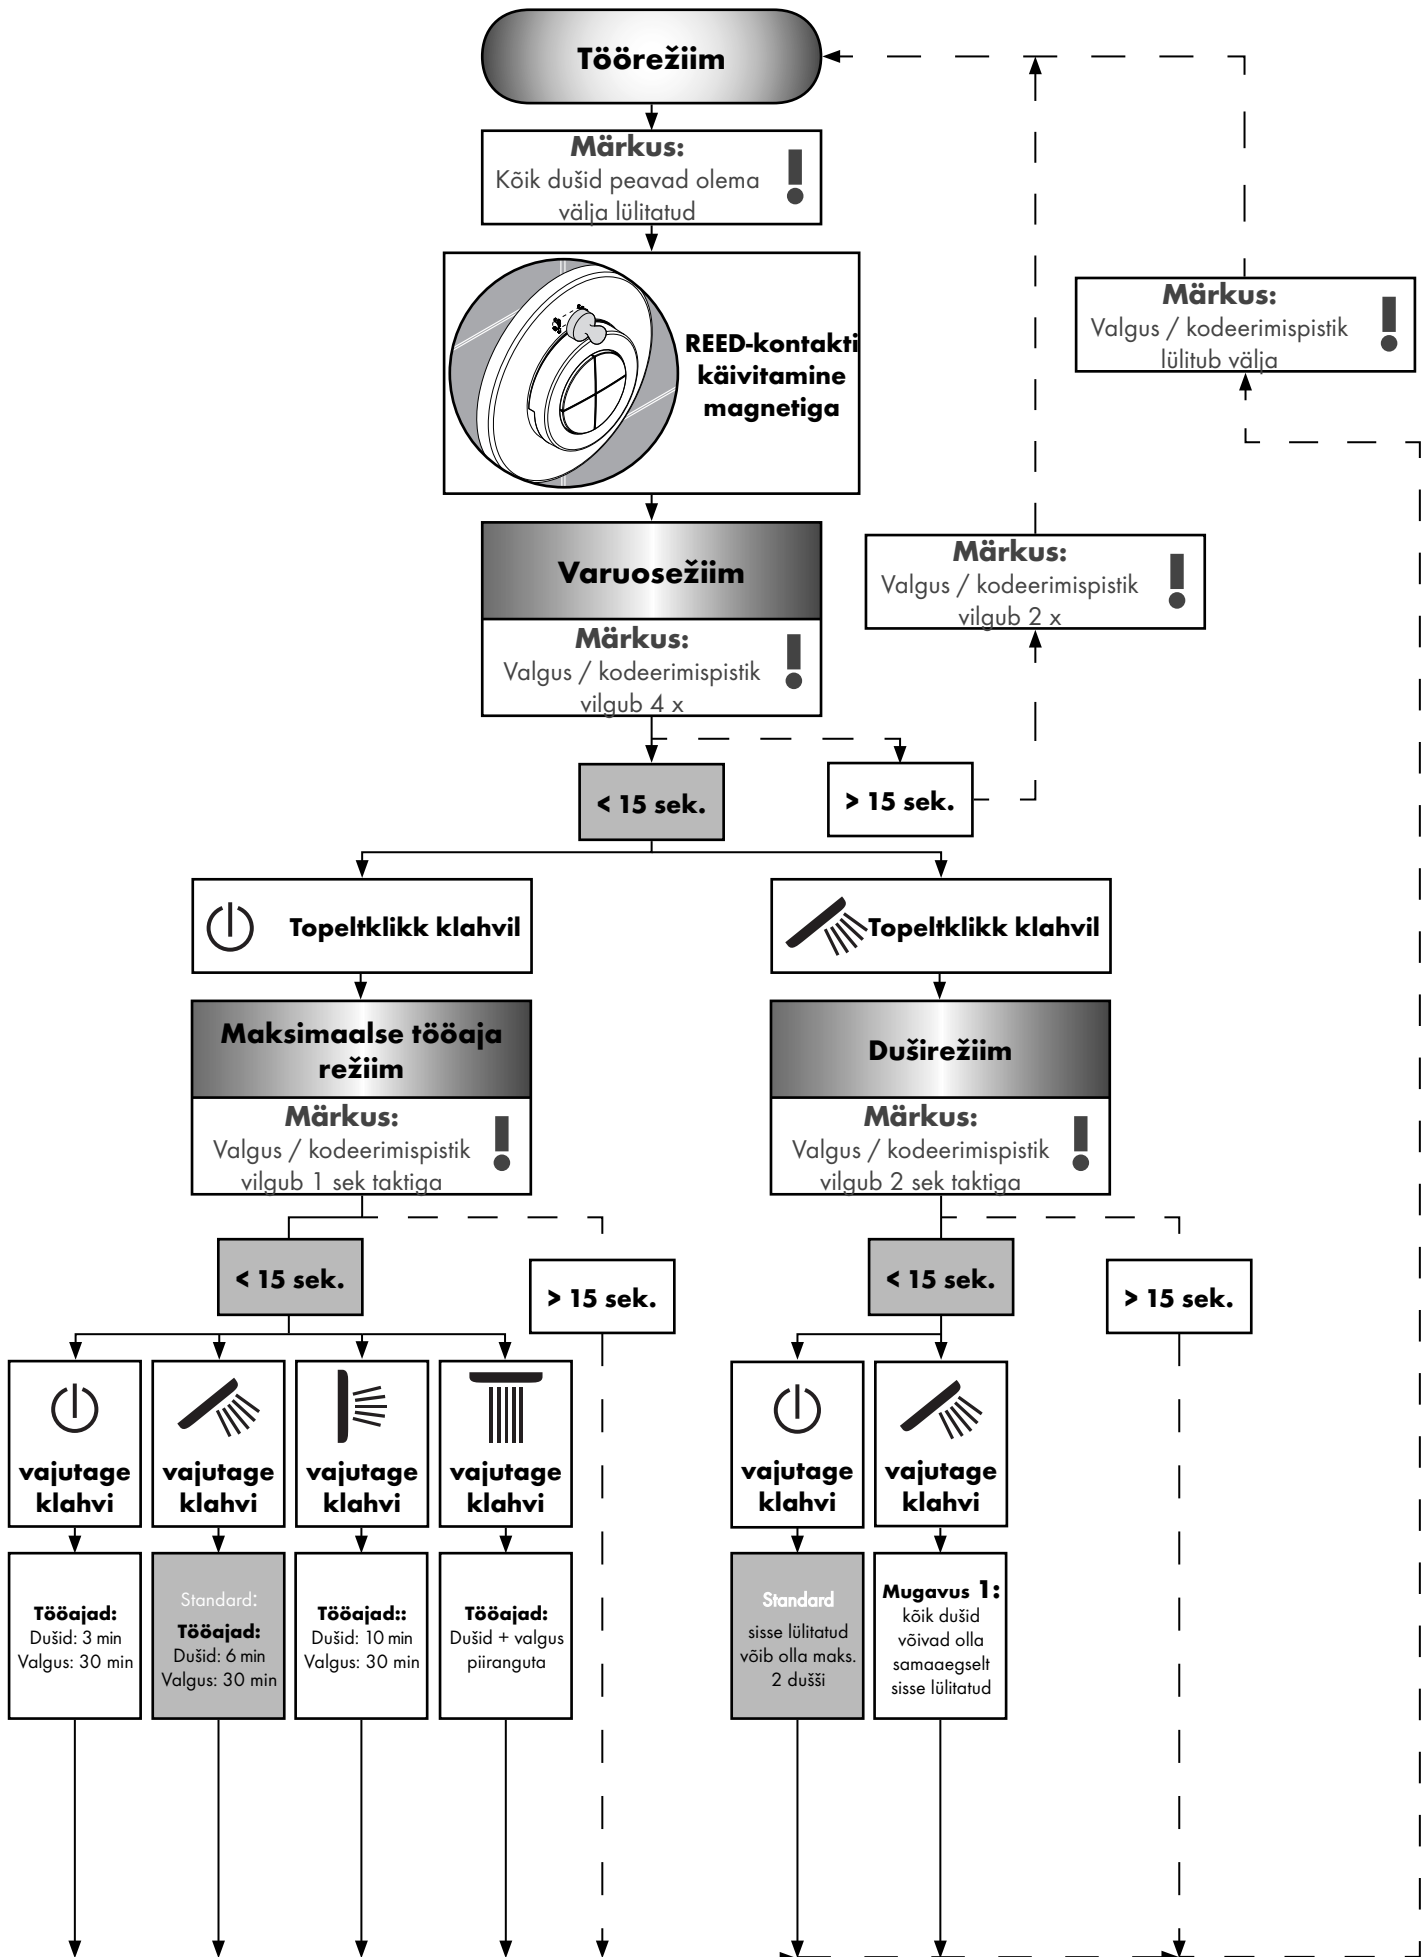 Töörežiim
Märkus:
Kõik dušid peavad olema
välja lülitatud
REED-kontakti
käivitamine
magnetiga
Märkus:
Valgus / kodeerimispistik
lülitub välja
Varuosežiim
Märkus:
Valgus / kodeerimispistik
vilgub 4 x
Märkus:
Valgus / kodeerimispistik
vilgub 2 x
< 15 sek.
> 15 sek.
Topeltklikk klahvil
Topeltklikk klahvil
Maksimaalse tööaja
režiim
Märkus:
Valgus / kodeerimispistik
vilgub 1 sek taktiga
Duširežiim
Märkus:
Valgus / kodeerimispistik
vilgub 2 sek taktiga
< 15 sek.
> 15 sek.
< 15 sek.
> 15 sek.
vajutage
klahvi
vajutage
klahvi
vajutage
klahvi
vajutage
klahvi
vajutage
klahvi
vajutage
klahvi
Tööajad:
Dušid: 3 min
Valgus: 30 min
Standard:
Tööajad:
Dušid: 6 min
Valgus: 30 min
Tööajad::
Dušid: 10 min
Valgus: 30 min
Tööajad:
Dušid + valgus
piiranguta
Standard
sisse lülitatud
võib olla maks.
2 dušši
Mugavus 1:
kõik dušid
võivad olla
samaaegselt
sisse lülitatud